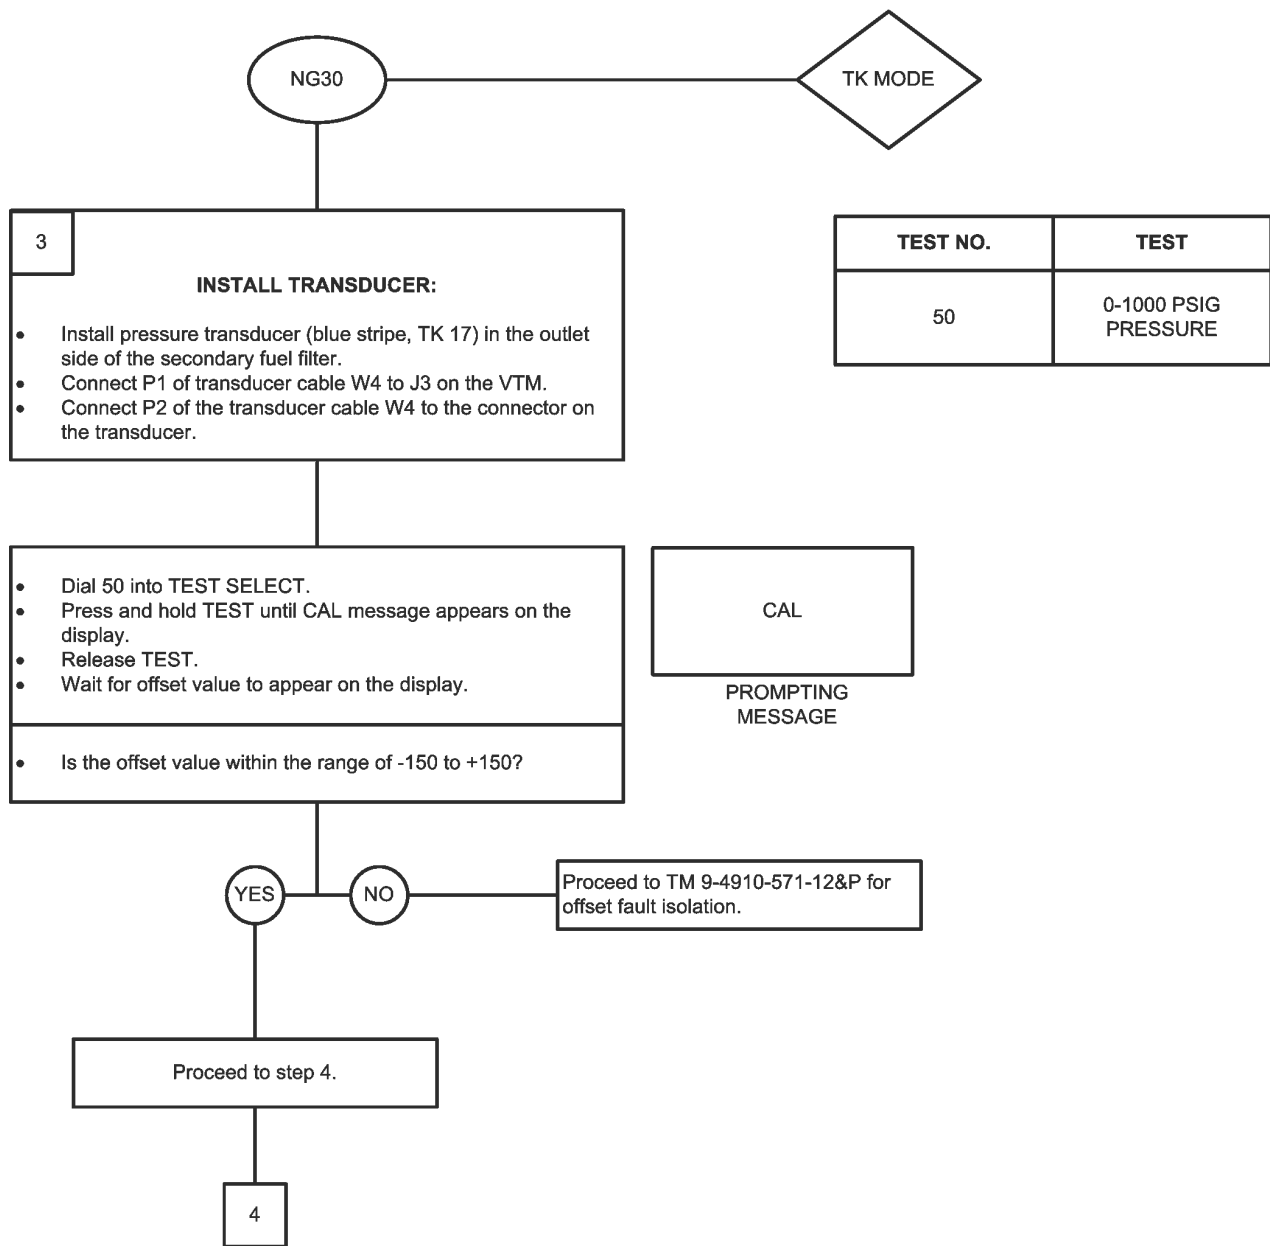 NG30
TK MODE
3
INSTALL TRANSDUCER:
• Install pressure transducer (blue stripe, TK 17) in the outlet
side of the secondary fuel filter.
• Connect P1 of transducer cable W4 to J3 on the VTM.
• Connect P2 of the transducer cable W4 to the connector on
the transducer.
TEST NO. TEST
50 0-1000 PSIG
PRESSURE
• Dial 50 into TEST SELECT.
• Press and hold TEST until CAL message appears on the
display.
• Release TEST.
• Wait for offset value to appear on the display.
CAL
PROMPTING
MESSAGE
• Is the offset value within the range of -150 to +150?
YES
NO
Proceed to TM 9-4910-571-12&P for
offset fault isolation.
Proceed to step 4.
4